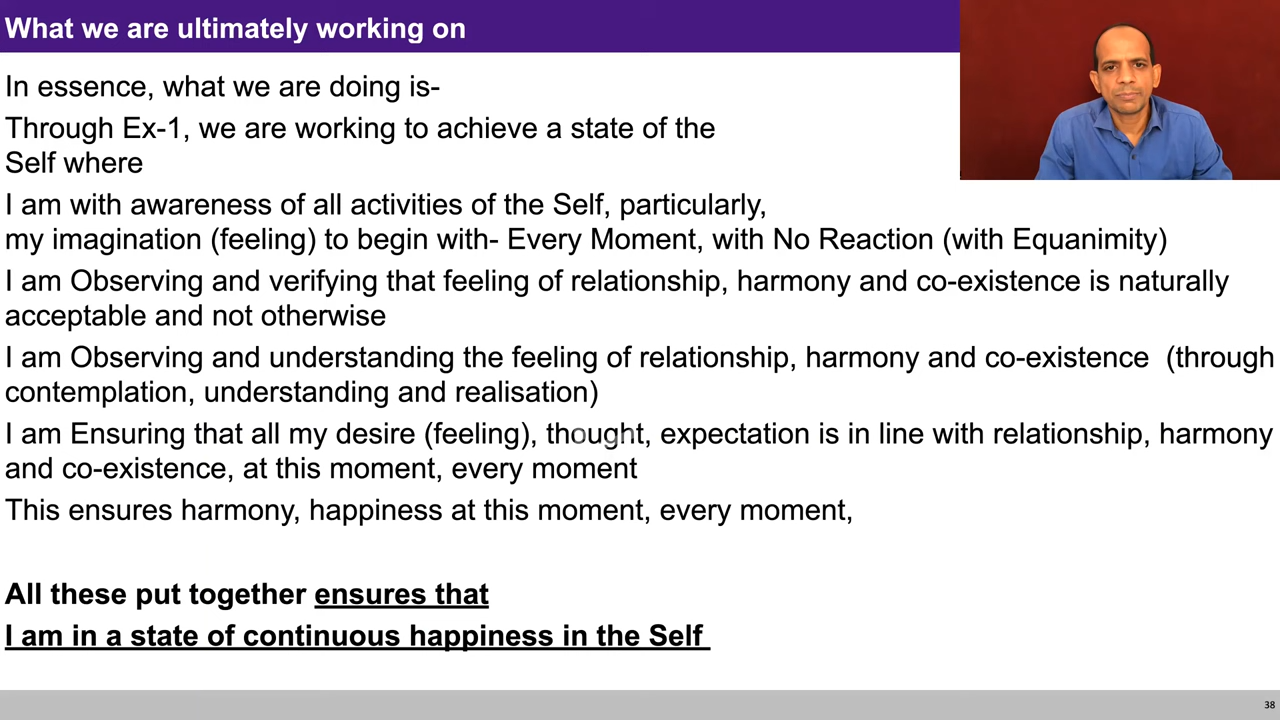 What we are ultimately working on
In essence, what we are doing is-
Through Ex-1, we are working to achieve a state of the
Self where
I am with awareness of all activities of the Self, particularly,
my imagination (feeling) to begin with- Every Moment, with No Reaction (with Equanimity)
I am Observing and verifying that feeling of relationship, harmony and co-existence is naturally
acceptable and not otherwise
I am Observing and understanding the feeling of relationship, harmony and co-existence (through
contemplation, understanding and realisation)
I am Ensuring that all my desire (feeling), thought, expectation is in line with relationship, harmony
and co-existence, at this moment, every moment
This ensures harmony, happiness at this moment, every moment,
All these put together ensures that
I am in a state of continuous happiness in the Self
38